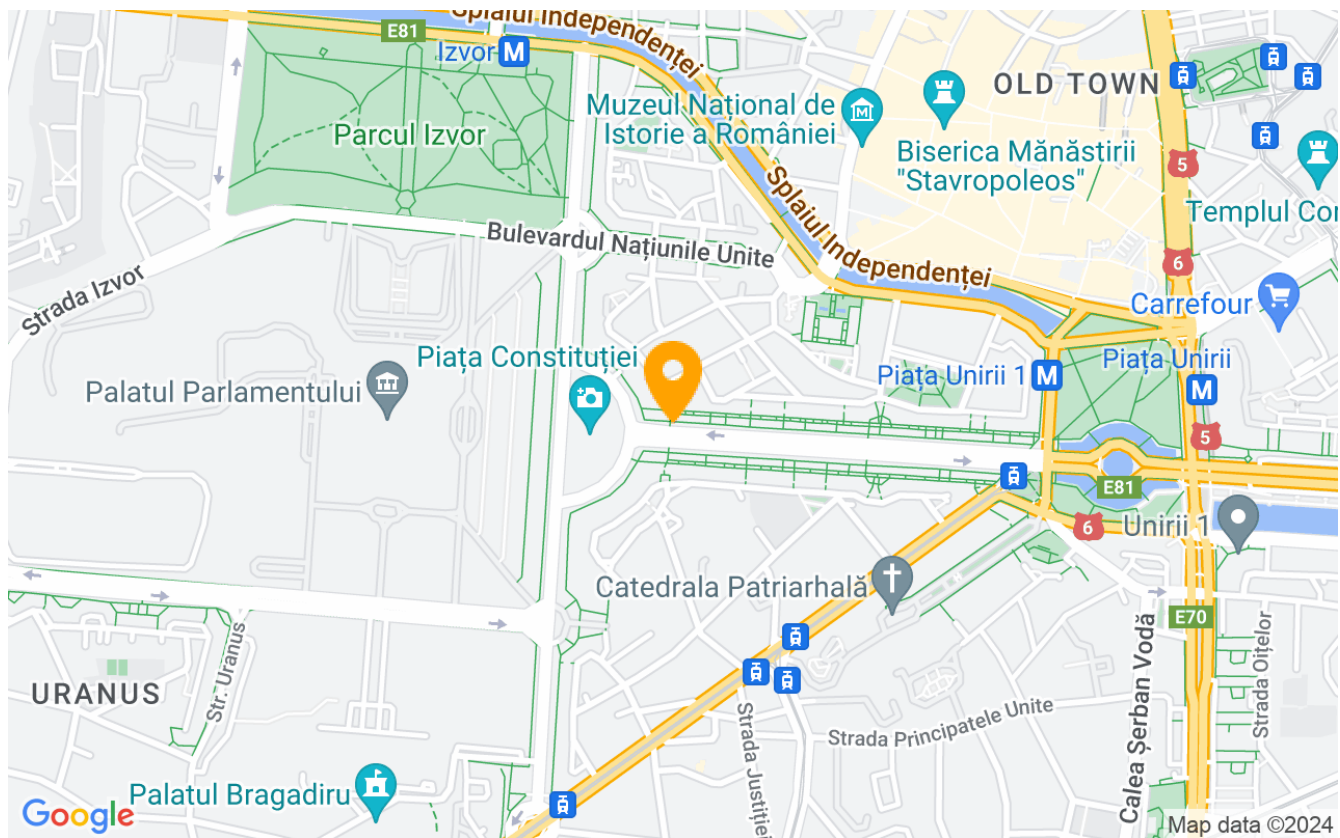 Splaiul Independenței
E81
Izvor
M
OLD TOWN
Muzeul Național de
Istorie a României
M
Parcul Izvor
Biserica Mănăstirii
"Stavropoleos"
5
Templul Cor
Splaiul Independenței
Bulevardul Națiunile Unite
6
Strada Izvor
Carrefour
Piața Constituției
Piața Unirii
Piața Unirii 1
M
M
Palatul Parlamentului
5
E81
6
Unirii 1
Catedrala Patriarhală
E70
Calea Șerban Vodă
Strada Oițelor
Str. Uranus
URANUS
Strada Principatele Unite
Strada Justiției
Palatul Bragadiru
Google
Map data ©2024